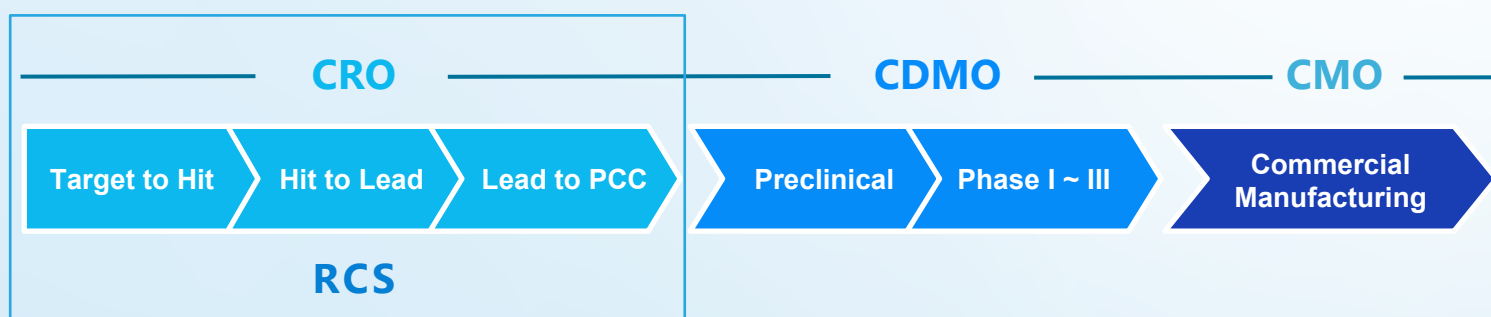 CRO
CDMO
CMO
Target to Hit
Hit to Lead
Lead to PCC
Preclinical
Phase I ~ III
Commercial
Manufacturing
RCS